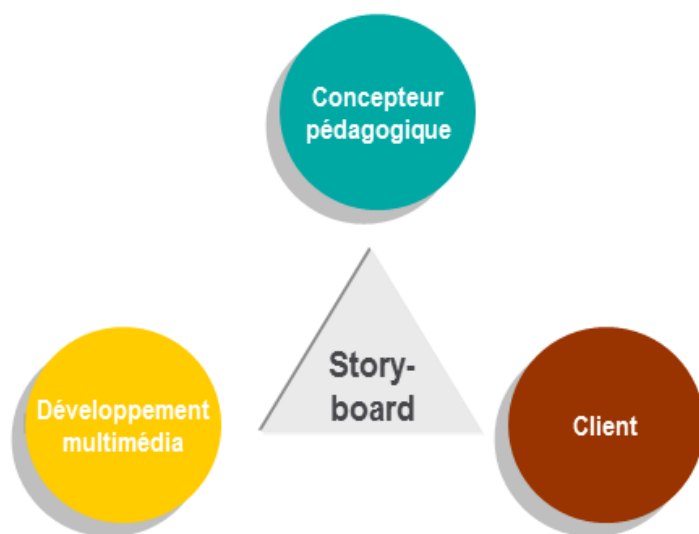 Concepteur
pédagogique
Story-
board
Développement
multimédia
Client